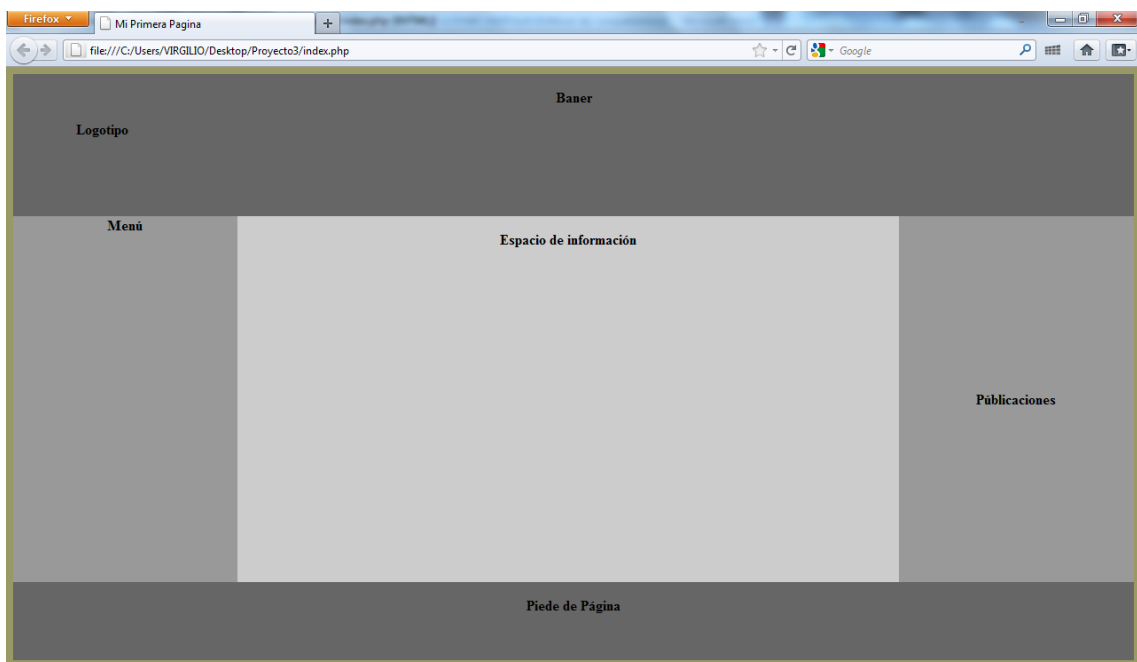 Firefox
Mi Primera Pagina
file:///C:/Users/VIRGILIO/Desktop/Proyecto3/index.php
Google
Baner
Logotipo
Menú
Espacio de información
Públicaciones
Piede de Página